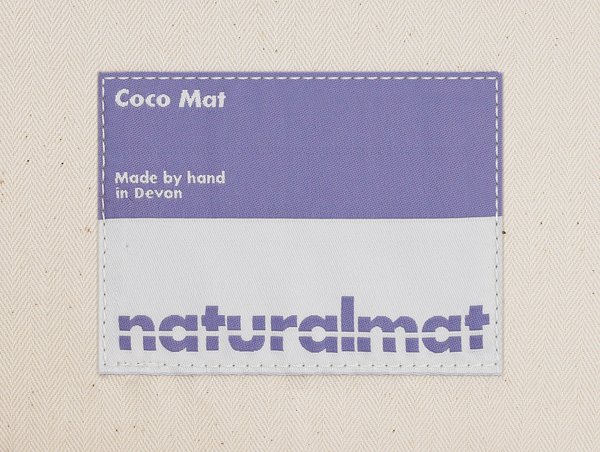 Coco Mat
Made by hand
in Devon
naturalmat